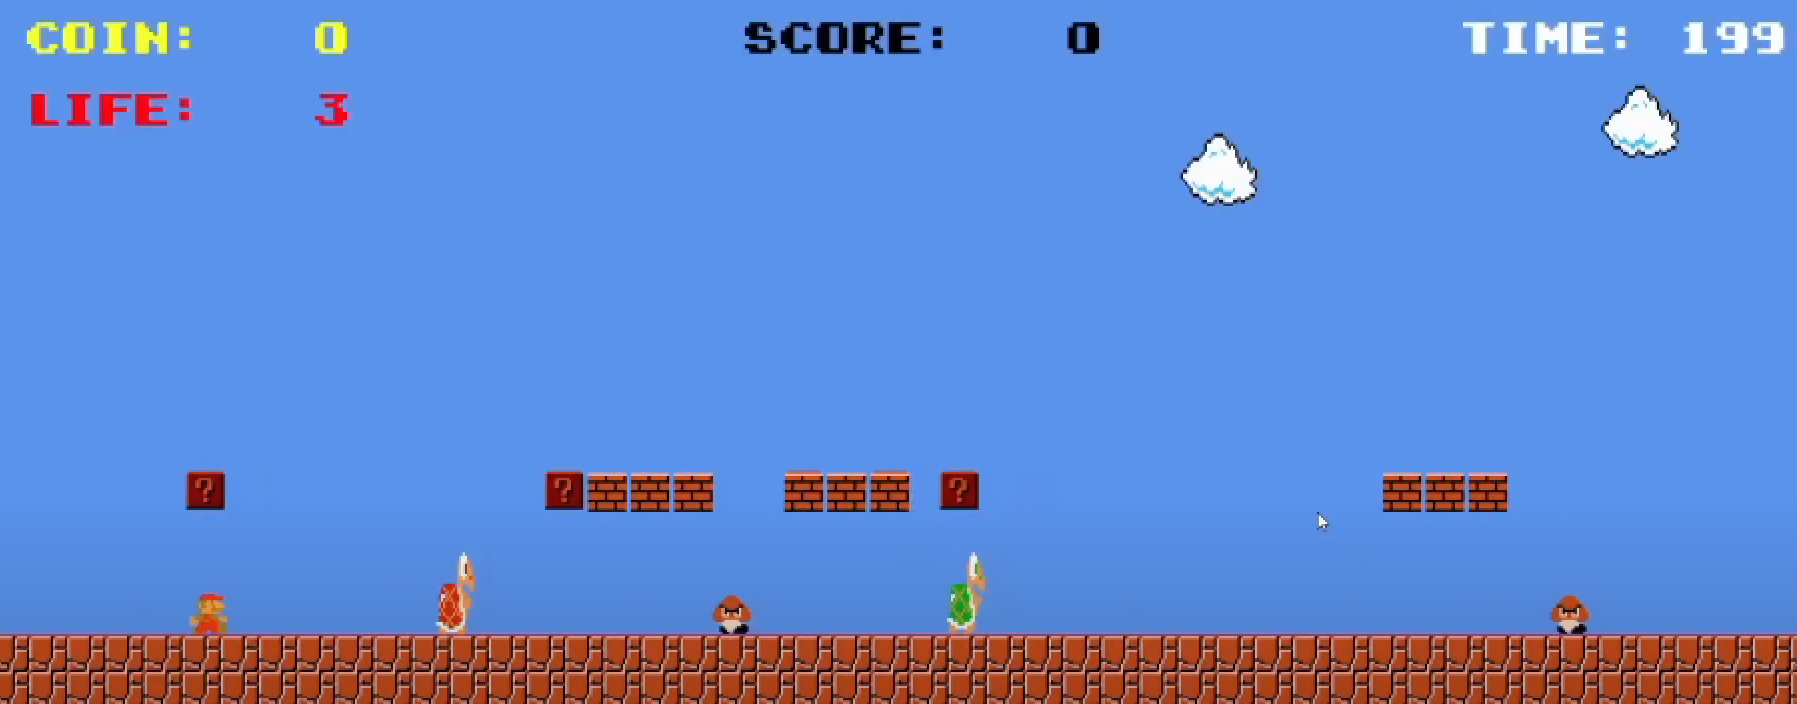 COIN: 0 SCORE: 0 TIME: 199
LIFE: 3
? ? ?